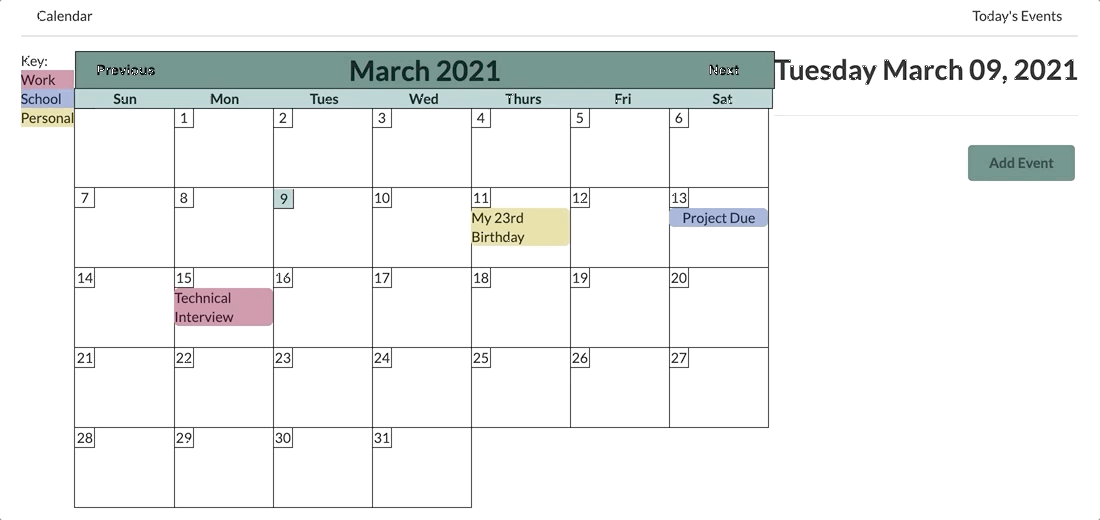 Calendar
Today's Events
Key:
Work
School
Personal
Previous
March 2021
Next
Sun Mon Tues Wed Thurs Fri Sat
1 2 3 4 5 6
7 8 9 10 11 12 13
My 23rd
Birthday
Project Due
14 15 16 17 18 19 20
Technical
Interview
21 22 23 24 25 26 27
28 29 30 31
Tuesday March 09, 2021
Add Event